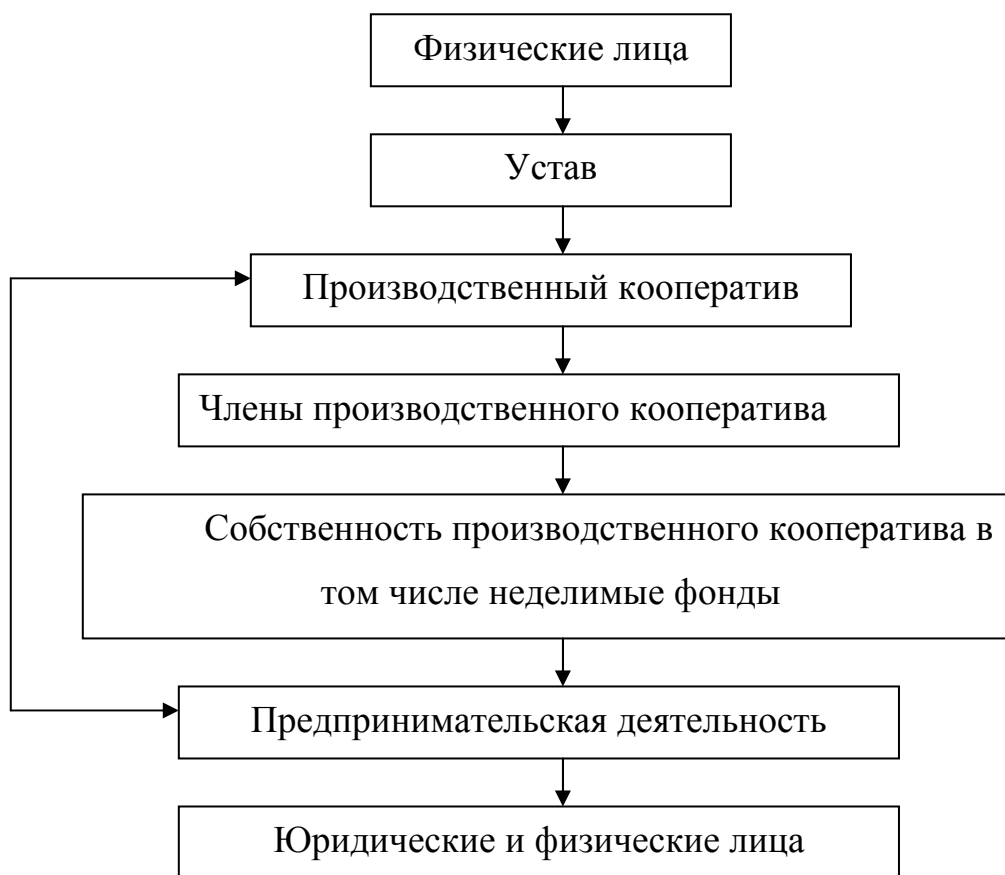 Физические лица
Устав
Производственный кооператив
Члены производственного кооператива
Собственность производственного кооператива в
том числе неделимые фонды
Предпринимательская деятельность
Юридические и физические лица